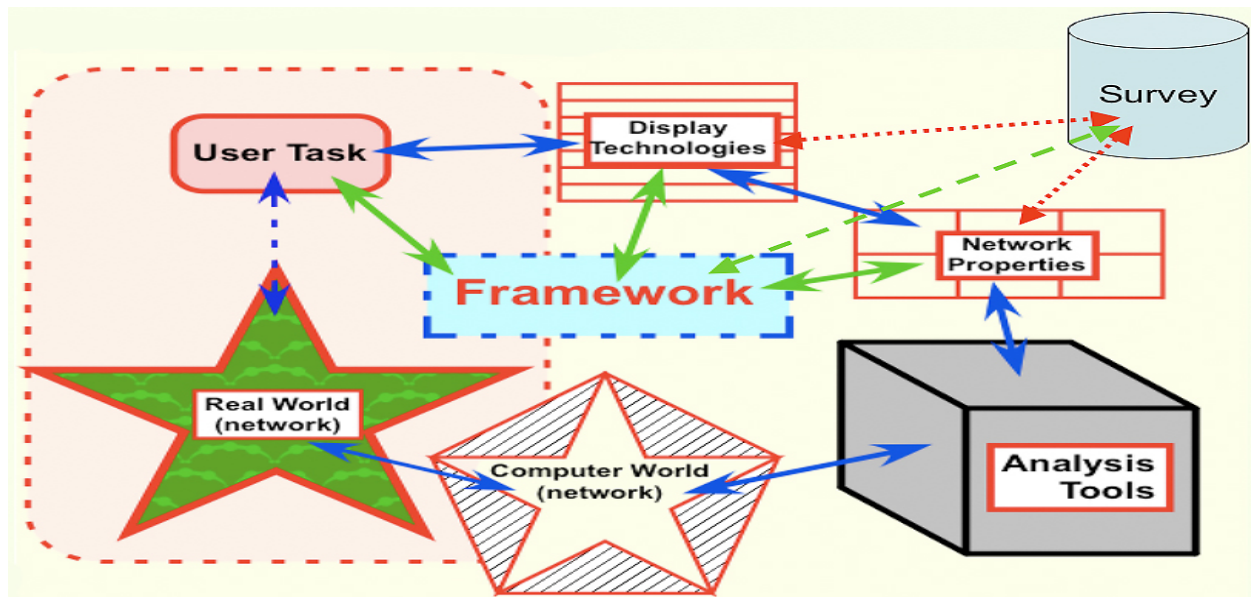 Survey
Display
Technologies
User Task
Network
Properties
Framework
Real World
(network)
Computer World
(network)
Analysis
Tools